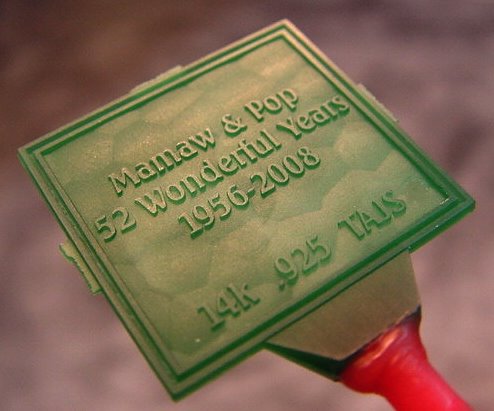 Mamaw & Pop
52 Wonderful Years
1956-2008
14k .925 TAIS